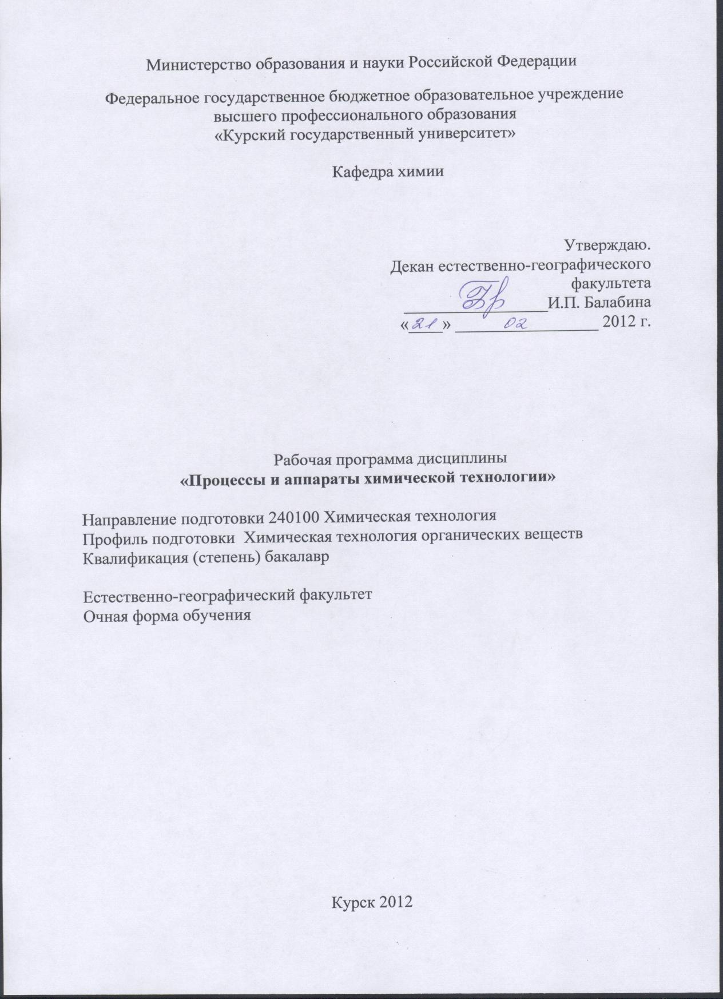 Министерство образования и науки Российской Федерации
Федеральное государственное бюджетное образовательное учреждение
высшего профессионального образования
«Курский государственный университет»
Кафедра химии
Утверждаю.
Декан естественно-географического
факультета
И.П. Балабина
«21» 02 2012 г.
Рабочая программа дисциплины
«Процессы и аппараты химической технологии»
Направление подготовки 240100 Химическая технология
Профиль подготовки Химическая технология органических веществ
Квалификация (степень) бакалавр
Естественно-географический факультет
Очная форма обучения
Курск 2012